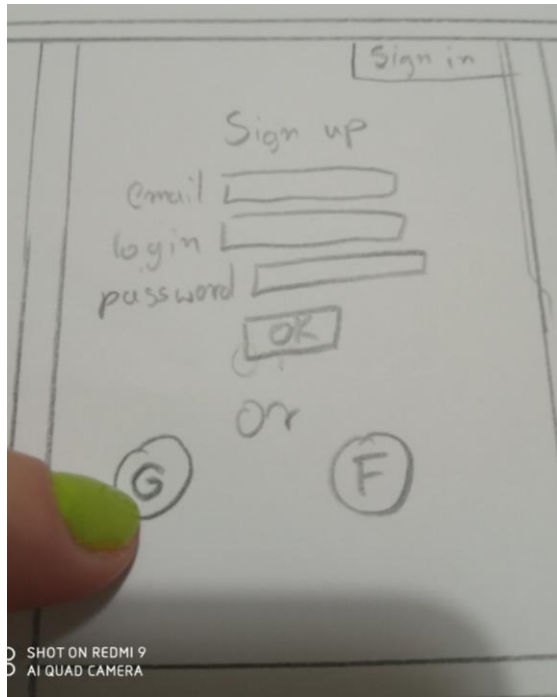 Sign in
Sign up
email
login
password
OK
or
G F
SHOT ON REDMI 9
AI QUAD CAMERA